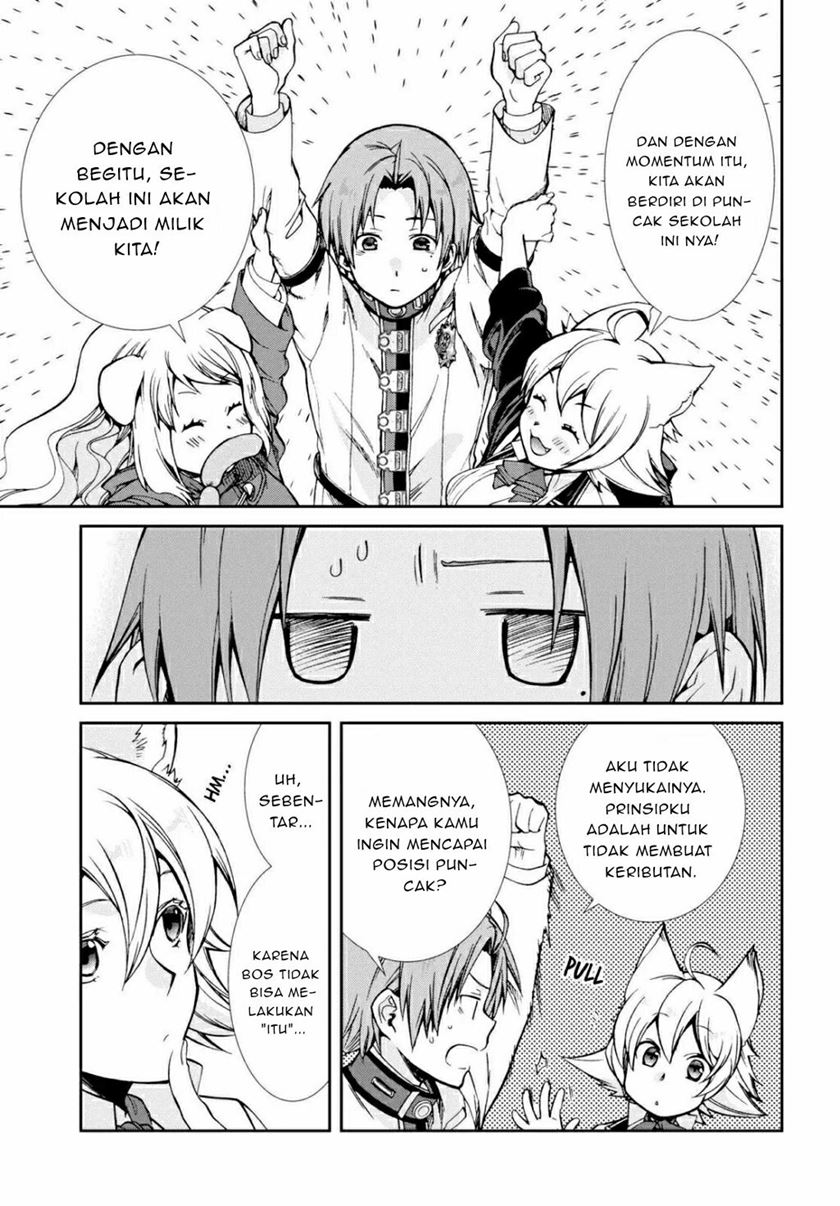 DAN DENGAN
MOMENTUM ITU,
KITA AKAN
BERDIRI DI PUN-
CAK SEKOLAH
INI NYA!
DENGAN
BEGITU, SE-
KOLAH INI AKAN
MENJADI MILIK
KITA!
AKU TIDAK
MENYUKAINYA.
PRINSIPKU
ADALAH UNTUK
TIDAK MEMBUAT
KERIBUTAN.
MEMANGNYA,
KENAPA KAMU
INGIN MENCAPAI
POSISI PUN-
CAK?
PULL
UH,
SEBEN-
TAR...
HM...
KARENA
BOS TIDAK
BISA ME-
LAKUKAN
"ITU"...